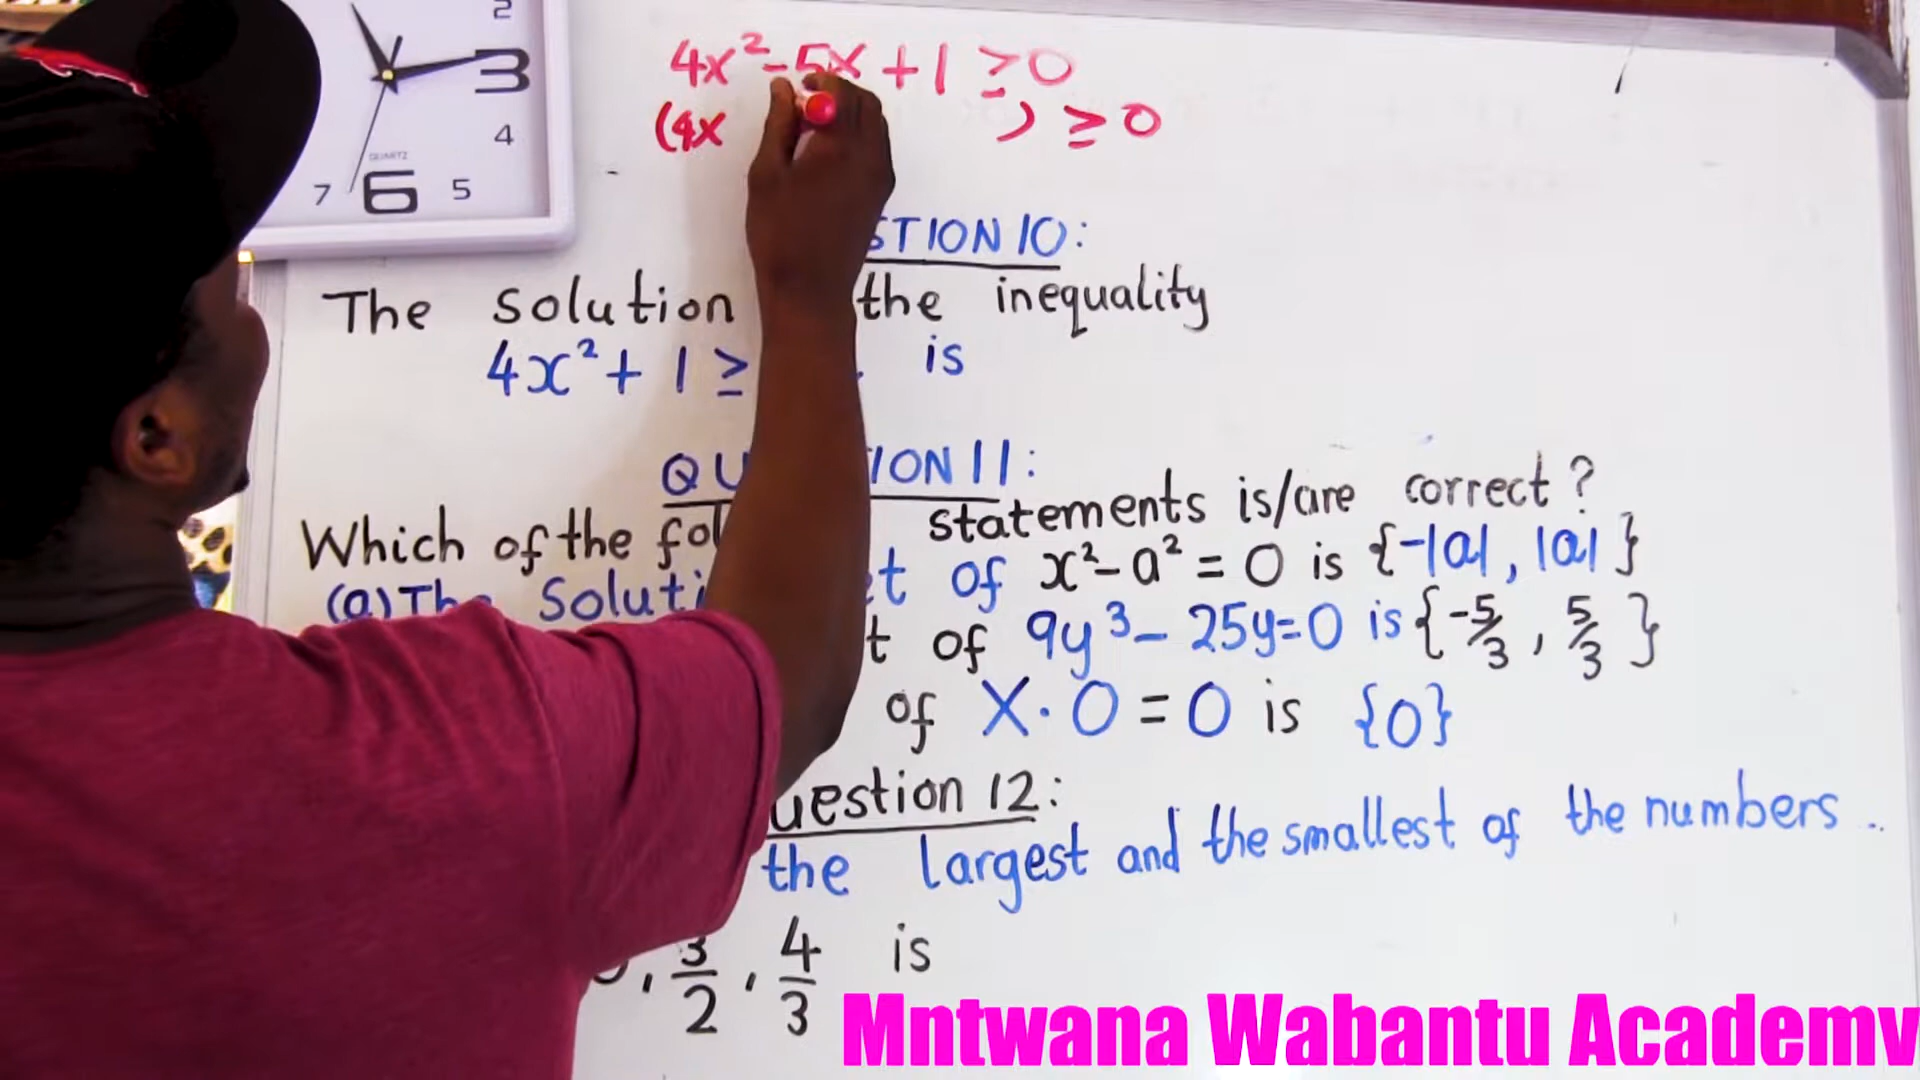 2
3
4
5
6
7
QUARTZ
4x² - 5x + 1 ≥ 0
(4x ) ≥ 0
STION 10:
The solution the inequality
4x² + 1 ≥ is
QU ION 11:
Which of the fol statements is/are correct?
(a) Th Soluti t of x² - a² = 0 is {-|a|, |a|}
t of 9y³ - 25y = 0 is {-5/3, 5/3}
of X · 0 = 0 is {0}
uestion 12:
the largest and the smallest of the numbers ..
, 3/2, 4/3 is
Mntwana Wabantu Academy